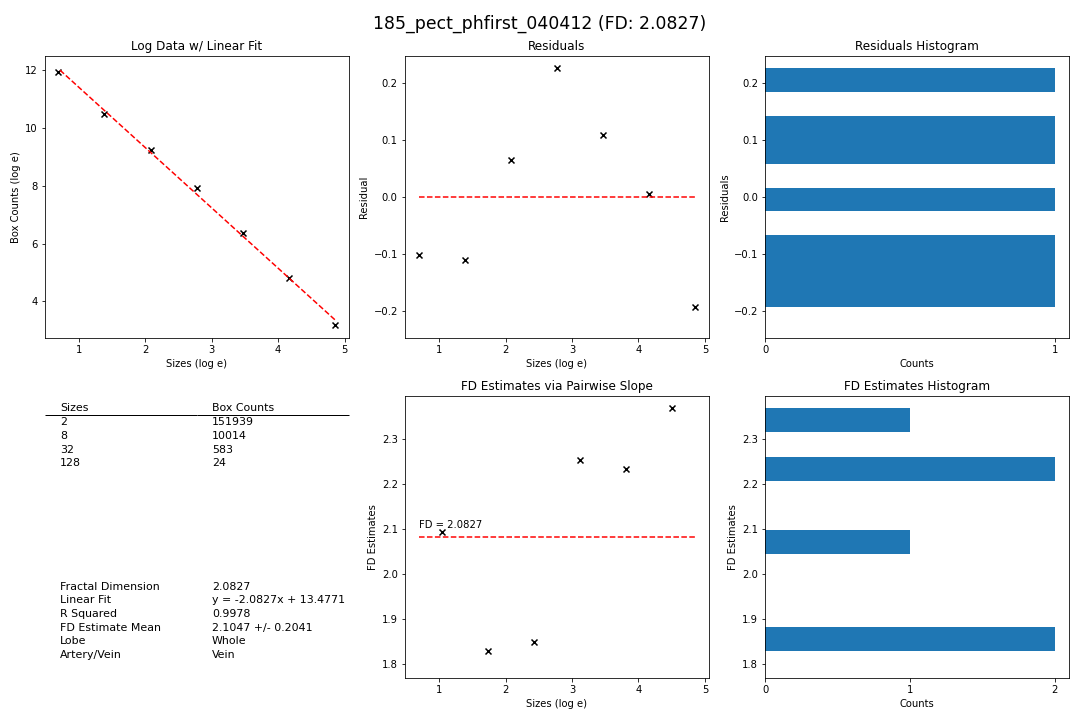 185_pect_phfirst_040412 (FD: 2.0827)
Log Data w/ Linear Fit
12
10
8
6
4
1 2 3 4 5
Box Counts (log e)
Sizes (log e)
Residuals
0.2
0.1
0.0
−0.1
−0.2
1 2 3 4 5
Residual
Sizes (log e)
Residuals Histogram
0.2
0.1
0.0
−0.1
−0.2
0 1
Residuals
Counts
Sizes Box Counts
2 151939
8 10014
32 583
128 24
Fractal Dimension 2.0827
Linear Fit y = -2.0827x + 13.4771
R Squared 0.9978
FD Estimate Mean 2.1047 +/- 0.2041
Lobe Whole
Artery/Vein Vein
FD Estimates via Pairwise Slope
2.3
2.2
2.1
2.0
1.9
1.8
FD = 2.0827
1 2 3 4 5
FD Estimates
Sizes (log e)
FD Estimates Histogram
2.3
2.2
2.1
2.0
1.9
1.8
0 1 2
FD Estimates
Counts